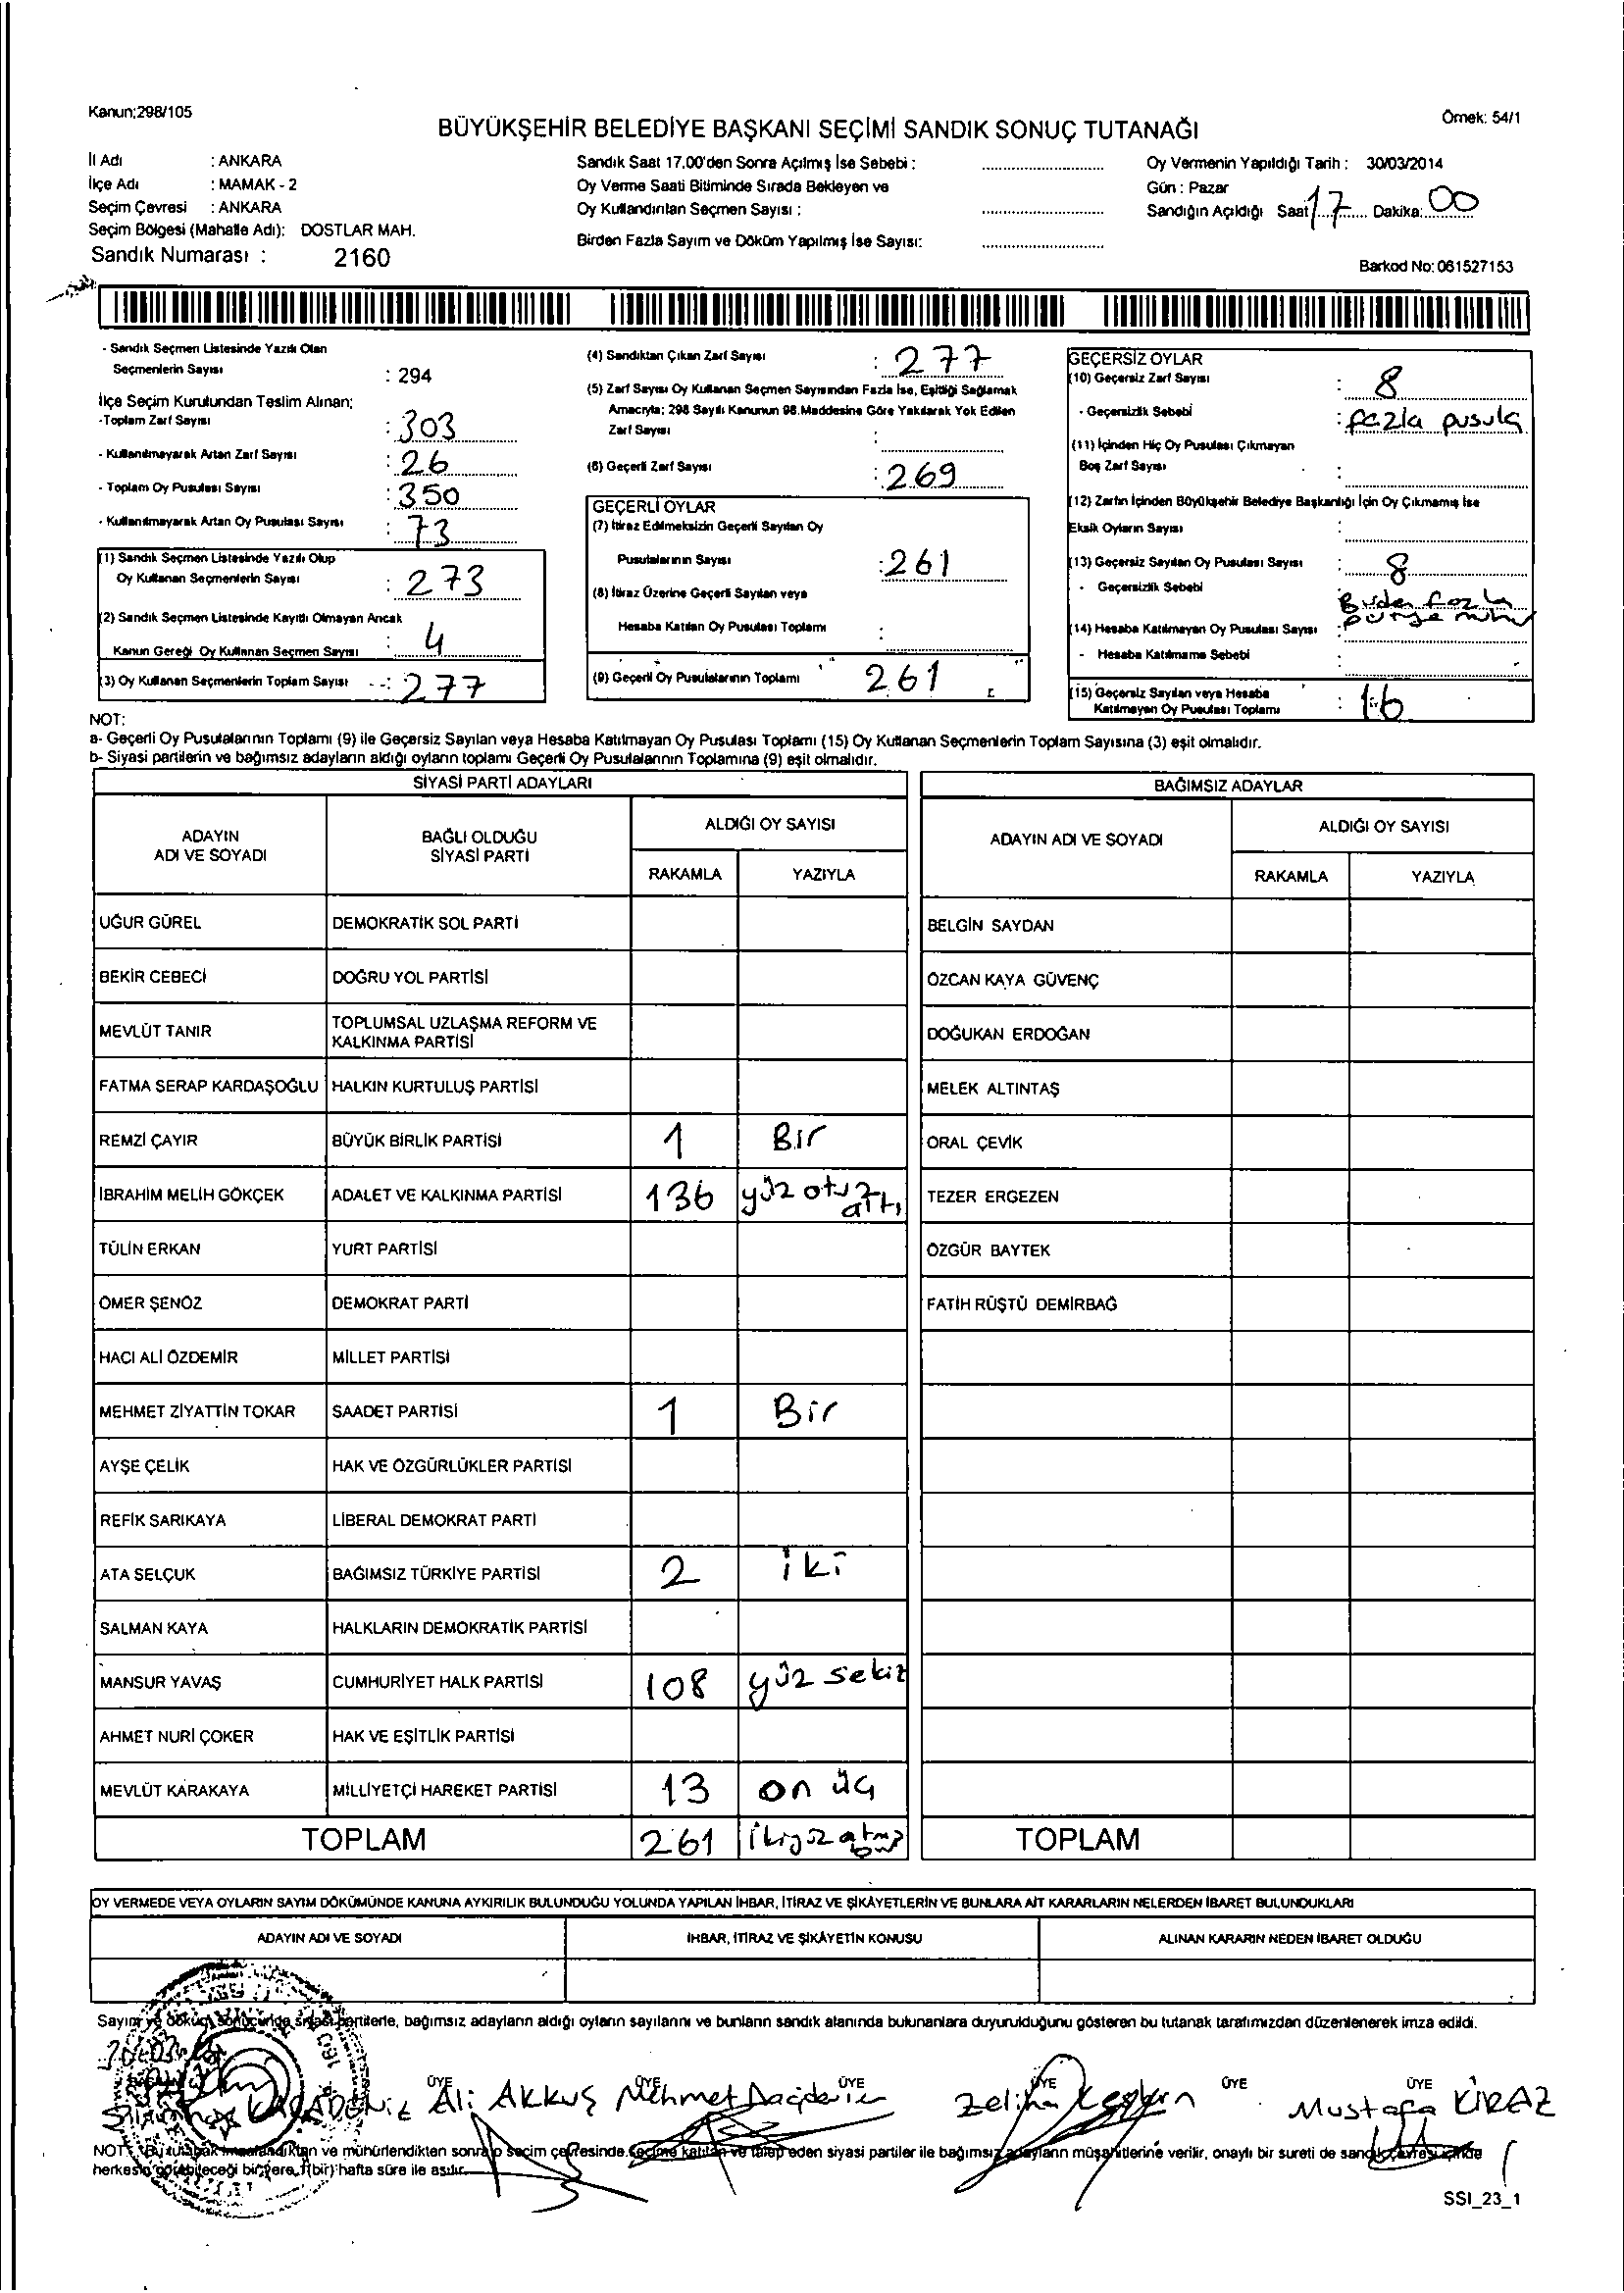 Kanun;298/105
Örnek: 54/1
BÜYÜKŞEHİR BELEDİYE BAŞKANI SEÇİMİ SANDIK SONUÇ TUTANAĞI
İl Adı : ANKARA
İlçe Adı : MAMAK - 2
Seçim Çevresi : ANKARA
Seçim Bölgesi (Mahalle Adı): DOSTLAR MAH.
Sandık Numarası : 2160
Sandık Saat 17.00'den Sonra Açılmış İse Sebebi :
Oy Verme Saati Bitiminde Sırada Bekleyen ve
Oy Kullandırılan Seçmen Sayısı :
Birden Fazla Sayım ve Döküm Yapılmış İse Sayısı:
Oy Vermenin Yapıldığı Tarih : 30/03/2014
Gün : Pazar
Sandığın Açıldığı Saat 17 Dakika: 00
Barkod No: 061527153
- Sandık Seçmen Listesinde Yazılı Olan
Seçmenlerin Sayısı : 294
İlçe Seçim Kurulundan Teslim Alınan;
-Toplam Zarf Sayısı : 303
- Kullanılmayarak Artan Zarf Sayısı : 26
- Toplam Oy Pusulası Sayısı : 350
- Kullanılmayarak Artan Oy Pusulası Sayısı : 73
(1) Sandık Seçmen Listesinde Yazılı Olup
Oy Kullanan Seçmenlerin Sayısı : 273
(2) Sandık Seçmen Listesinde Kayıtlı Olmayan Ancak
Kanun Gereği Oy Kullanan Seçmen Sayısı : 4
(3) Oy Kullanan Seçmenlerin Toplam Sayısı : 277
(4) Sandıktan Çıkan Zarf Sayısı : 277
(5) Zarf Sayısı Oy Kullanan Seçmen Sayısından Fazla İse, Eşitliği Sağlamak
Amacıyla; 298 Sayılı Kanunun 98.Maddesine Göre Yakılarak Yok Edilen
Zarf Sayısı :
(6) Geçerli Zarf Sayısı : 269
GEÇERLİ OYLAR
(7) İtiraz Edilmeksizin Geçerli Sayılan Oy
Pusulalarının Sayısı : 261
(8) İtiraz Üzerine Geçerli Sayılan veya
Hesaba Katılan Oy Pusulası Toplamı :
(9) Geçerli Oy Pusulalarının Toplamı 261
GEÇERSİZ OYLAR
(10) Geçersiz Zarf Sayısı : 8
- Geçersizlik Sebebi : fazla pusula
(11) İçinden Hiç Oy Pusulası Çıkmayan
Boş Zarf Sayısı :
(12) Zarfın İçinden Büyükşehir Belediye Başkanlığı İçin Oy Çıkmamış İse
Eksik Oyların Sayısı :
(13) Geçersiz Sayılan Oy Pusulası Sayısı : 8
- Geçersizlik Sebebi
(14) Hesaba Katılmayan Oy Pusulası Sayısı :
- Hesaba Katılmama Sebebi :
(15) Geçersiz Sayılan veya Hesaba
Katılmayan Oy Pusulası Toplamı : 16
NOT:
a- Geçerli Oy Pusulalarının Toplamı (9) ile Geçersiz Sayılan veya Hesaba Katılmayan Oy Pusulası Toplamı (15) Oy Kullanan Seçmenlerin Toplam Sayısına (3) eşit olmalıdır.
b- Siyasi partilerin ve bağımsız adayların aldığı oyların toplamı Geçerli Oy Pusulalarının Toplamına (9) eşit olmalıdır.
SİYASİ PARTİ ADAYLARI
ADAYIN ADI VE SOYADI
BAĞLI OLDUĞU SİYASİ PARTİ
ALDIĞI OY SAYISI
RAKAMLA YAZIYLA
UĞUR GÜREL DEMOKRATİK SOL PARTİ
BEKİR CEBECİ DOĞRU YOL PARTİSİ
MEVLÜT TANIR TOPLUMSAL UZLAŞMA REFORM VE
KALKINMA PARTİSİ
FATMA SERAP KARDAŞOĞLU HALKIN KURTULUŞ PARTİSİ
REMZİ ÇAYIR BÜYÜK BİRLİK PARTİSİ 1 Bir
İBRAHİM MELİH GÖKÇEK ADALET VE KALKINMA PARTİSİ 136 yüz otuz altı
TÜLİN ERKAN YURT PARTİSİ
ÖMER ŞENÖZ DEMOKRAT PARTİ
HACI ALİ ÖZDEMİR MİLLET PARTİSİ
MEHMET ZİYATTİN TOKAR SAADET PARTİSİ 1 Bir
AYŞE ÇELİK HAK VE ÖZGÜRLÜKLER PARTİSİ
REFİK SARIKAYA LİBERAL DEMOKRAT PARTİ
ATA SELÇUK BAĞIMSIZ TÜRKİYE PARTİSİ 2 iki
SALMAN KAYA HALKLARIN DEMOKRATİK PARTİSİ
MANSUR YAVAŞ CUMHURİYET HALK PARTİSİ 108 yüz sekiz
AHMET NURİ ÇOKER HAK VE EŞİTLİK PARTİSİ
MEVLÜT KARAKAYA MİLLİYETÇİ HAREKET PARTİSİ 13 on üç
TOPLAM 261
BAĞIMSIZ ADAYLAR
ADAYIN ADI VE SOYADI
ALDIĞI OY SAYISI
RAKAMLA YAZIYLA
BELGİN SAYDAN
ÖZCAN KAYA GÜVENÇ
DOĞUKAN ERDOĞAN
MELEK ALTINTAŞ
ORAL ÇEVİK
TEZER ERGEZEN
ÖZGÜR BAYTEK
FATİH RÜŞTÜ DEMİRBAĞ
TOPLAM
OY VERMEDE VEYA OYLARIN SAYIM DÖKÜMÜNDE KANUNA AYKIRILIK BULUNDUĞU YOLUNDA YAPILAN İHBAR, İTİRAZ VE ŞİKÂYETLERİN VE BUNLARA AİT KARARLARIN NELERDEN İBARET BULUNDUKLARI
ADAYIN ADI VE SOYADI
İHBAR, İTİRAZ VE ŞİKÂYETİN KONUSU
ALINAN KARARIN NEDEN İBARET OLDUĞU
Sayım ve döküm sonucunda siyasi partilerle, bağımsız adayların aldığı oyların sayılarını ve bunların sandık alanında bulunanlara duyurulduğunu gösteren bu tutanak tarafımızdan düzenlenerek imza edildi.
ÜYE ÜYE ÜYE ÜYE ÜYE ÜYE
KARADENİZ Ali AKKUŞ Mehmet Zeliha Mustafa KİRAZ
NOT: Bu tutanak imzalandıktan ve mühürlendikten sonra o seçim çevresinde seçime katılan ve talep eden siyasi partiler ile bağımsız adayların müşahitlerine verilir, onaylı bir sureti de sandık çevresi içinde
herkesin görebileceği bir yere 1(bir) hafta süre ile asılır.
SSI_23_1